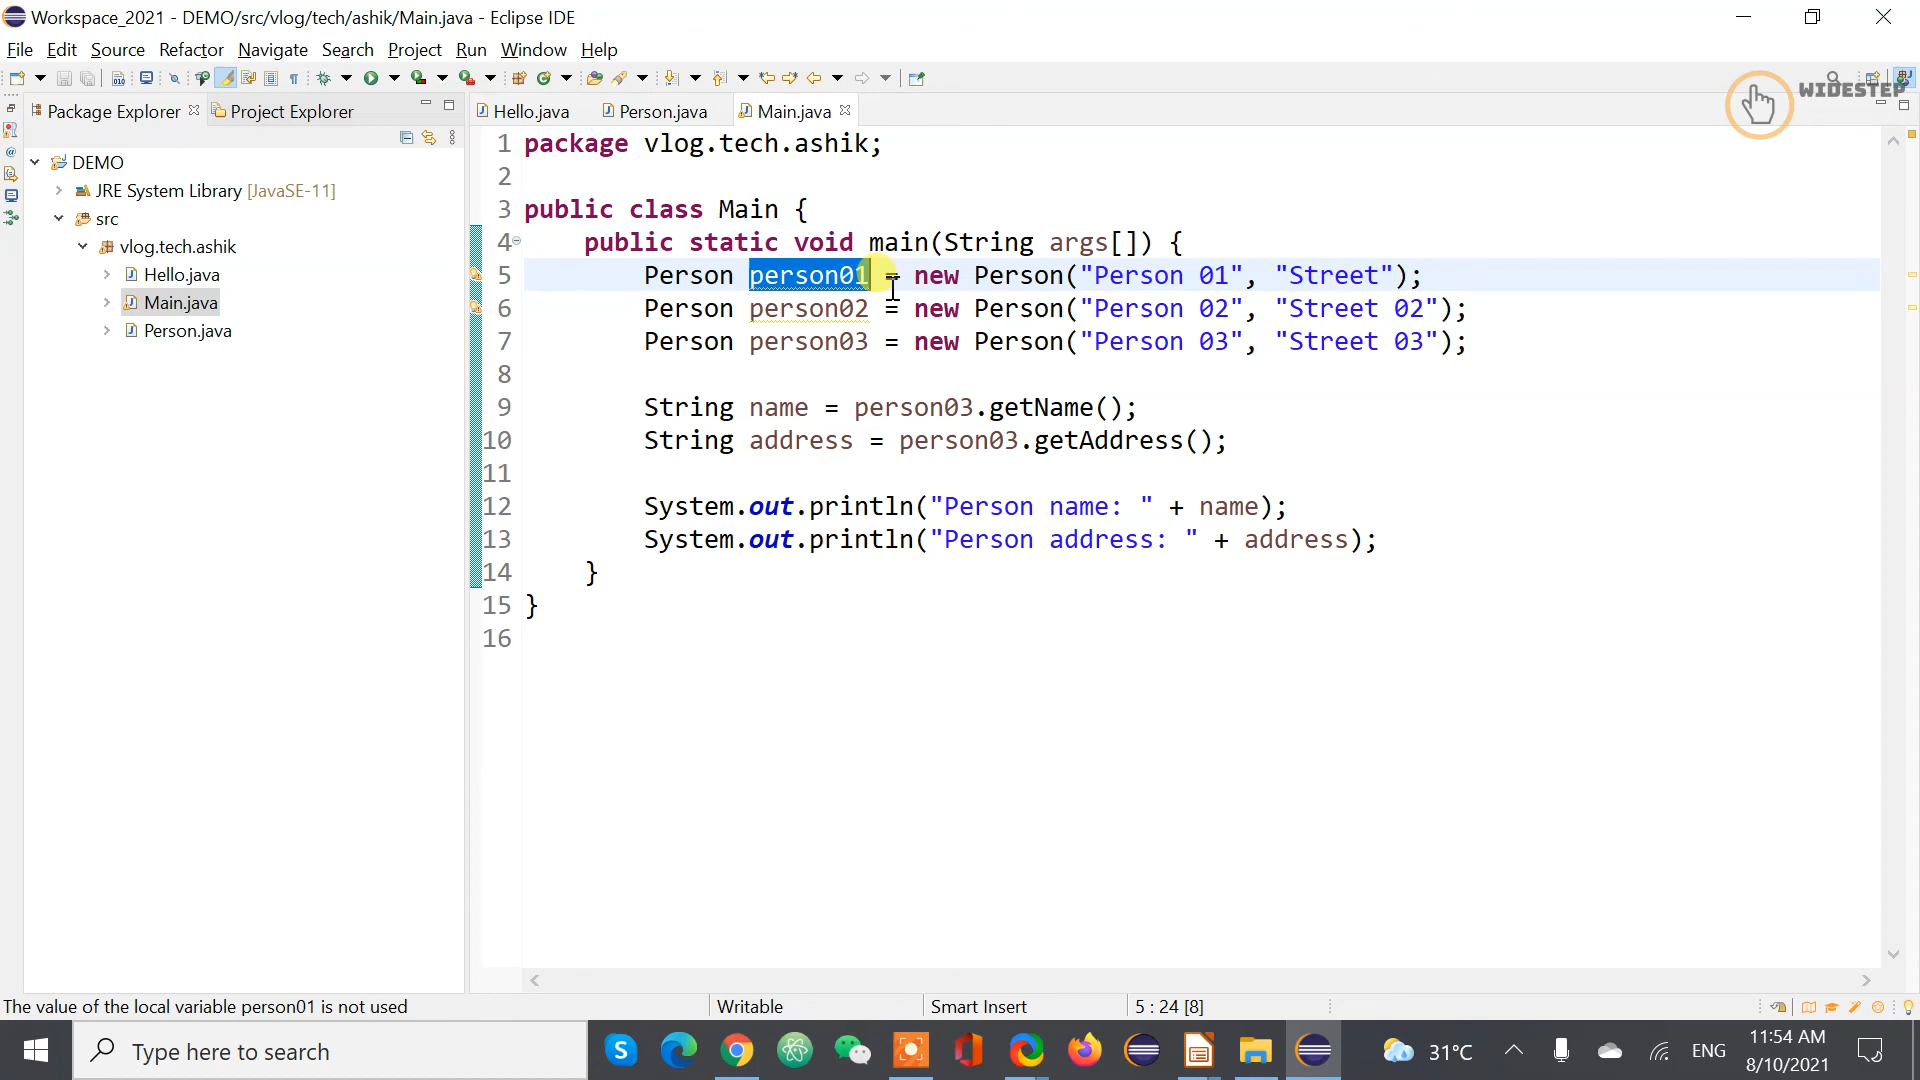 Workspace_2021 - DEMO/src/vlog/tech/ashik/Main.java - Eclipse IDE
File Edit Source Refactor Navigate Search Project Run Window Help
WIDESTEP
Package Explorer Project Explorer
Hello.java Person.java Main.java
DEMO
JRE System Library [JavaSE-11]
src
vlog.tech.ashik
Hello.java
Main.java
Person.java
1 package vlog.tech.ashik;
2
3 public class Main {
4 public static void main(String args[]) {
5 Person person01 = new Person("Person 01", "Street");
6 Person person02 = new Person("Person 02", "Street 02");
7 Person person03 = new Person("Person 03", "Street 03");
8
9 String name = person03.getName();
10 String address = person03.getAddress();
11
12 System.out.println("Person name: " + name);
13 System.out.println("Person address: " + address);
14 }
15 }
16
The value of the local variable person01 is not used Writable Smart Insert 5 : 24 [8]
Type here to search 31°C ENG 11:54 AM
8/10/2021